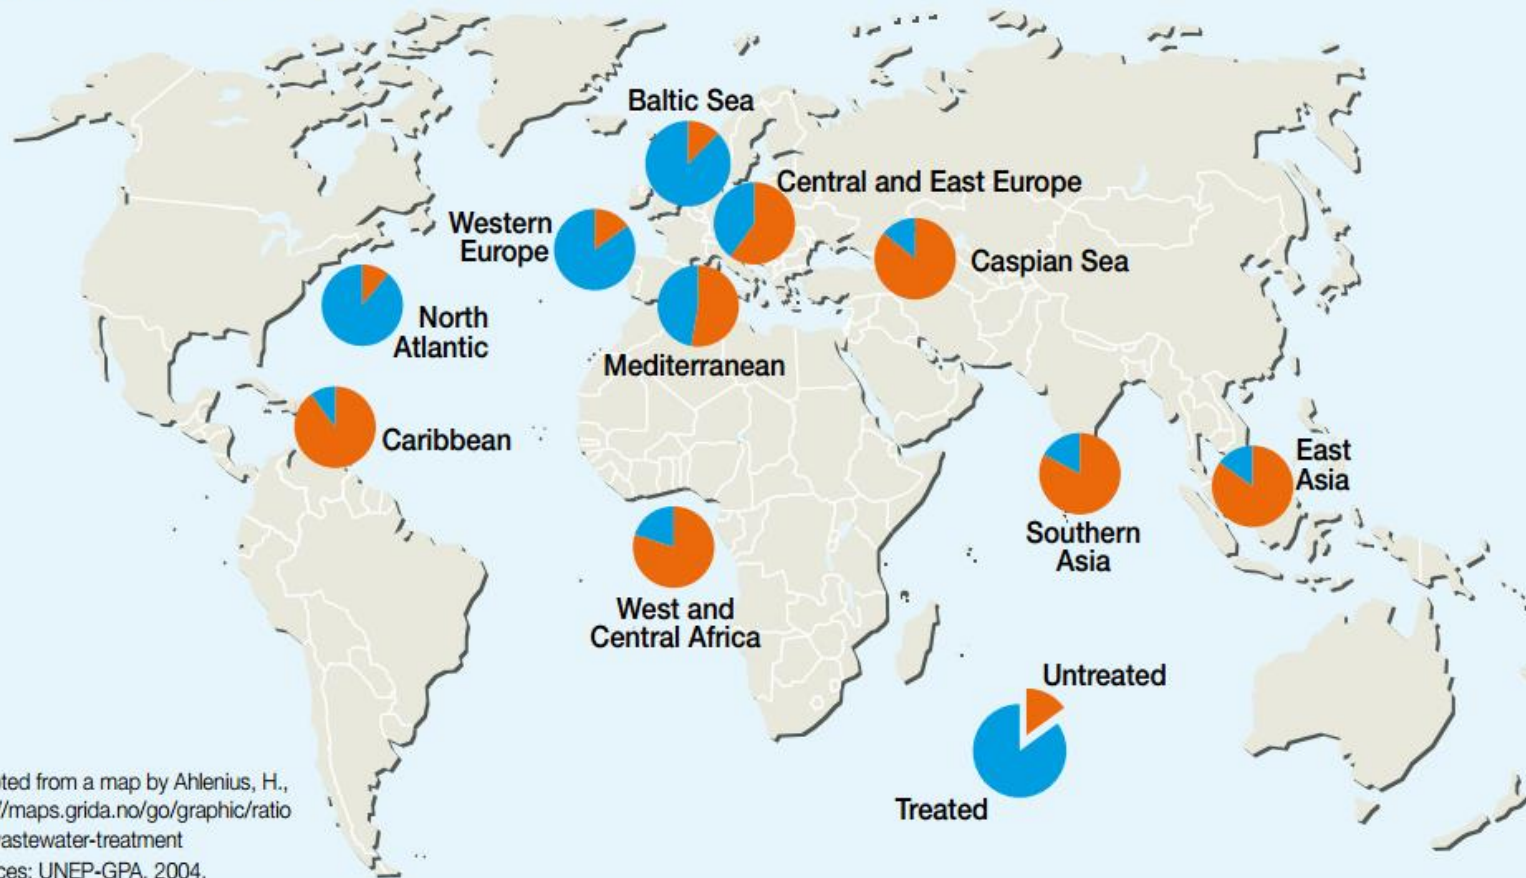 Baltic Sea
Central and East Europe
Western
Europe
Caspian Sea
North
Atlantic
Mediterranean
Caribbean
East
Asia
Southern
Asia
West and
Central Africa
Untreated
Treated
ted from a map by Ahlenius, H.,
//maps.grida.no/go/graphic/ratio
astewater-treatment
ces: UNEP-GPA, 2004.